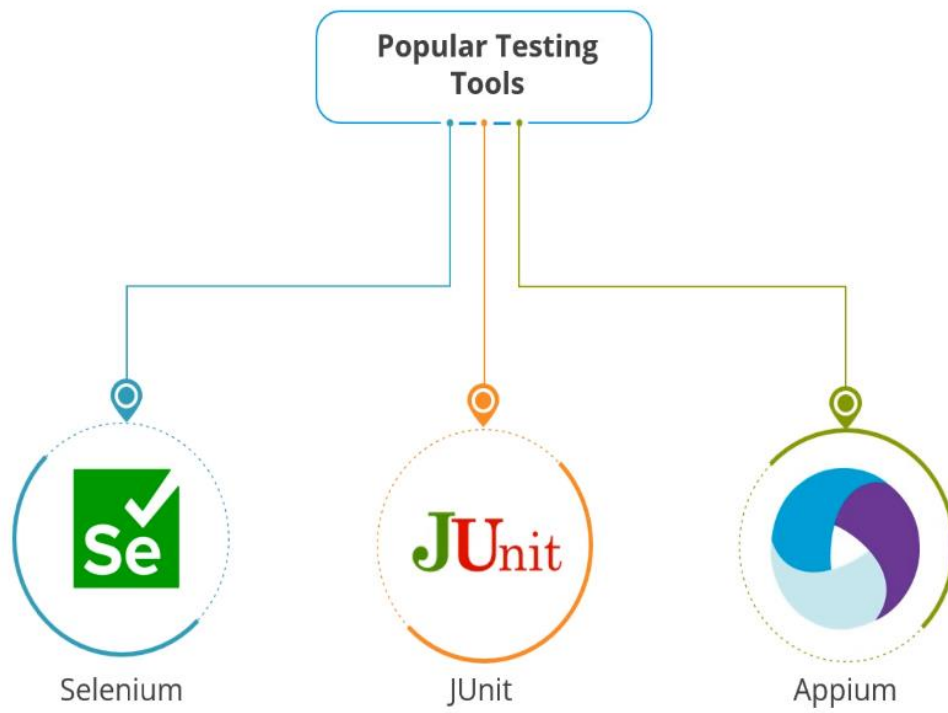 Popular Testing
Tools
Se
JUnit
Selenium
JUnit
Appium